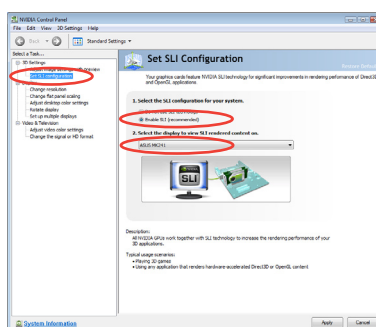 NVIDIA Control Panel
File Edit View 3D Settings Help
Back
Standard Settings
Select a Task...
3D Settings
Set SLI configuration
Change resolution
Change flat panel scaling
Adjust desktop color settings
Rotate display
Set up multiple displays
Video & Television
Adjust video color settings
Change the signal or HD format
System Information
Set SLI Configuration
Your graphics cards feature NVIDIA SLI technology for significant improvements in rendering performance of Direct3D
and OpenGL applications.
1. Select the SLI configuration for your system.
Enable SLI (recommended)
2. Select the display to view SLI rendered content on.
ASUS MK241
SLI
Description:
All NVIDIA GPUs work together with SLI technology to increase the rendering performance of your
3D applications.
Typical usage scenarios:
• Playing 3D games
• Using any application that renders hardware-accelerated Direct3D or OpenGL content
Apply Cancel